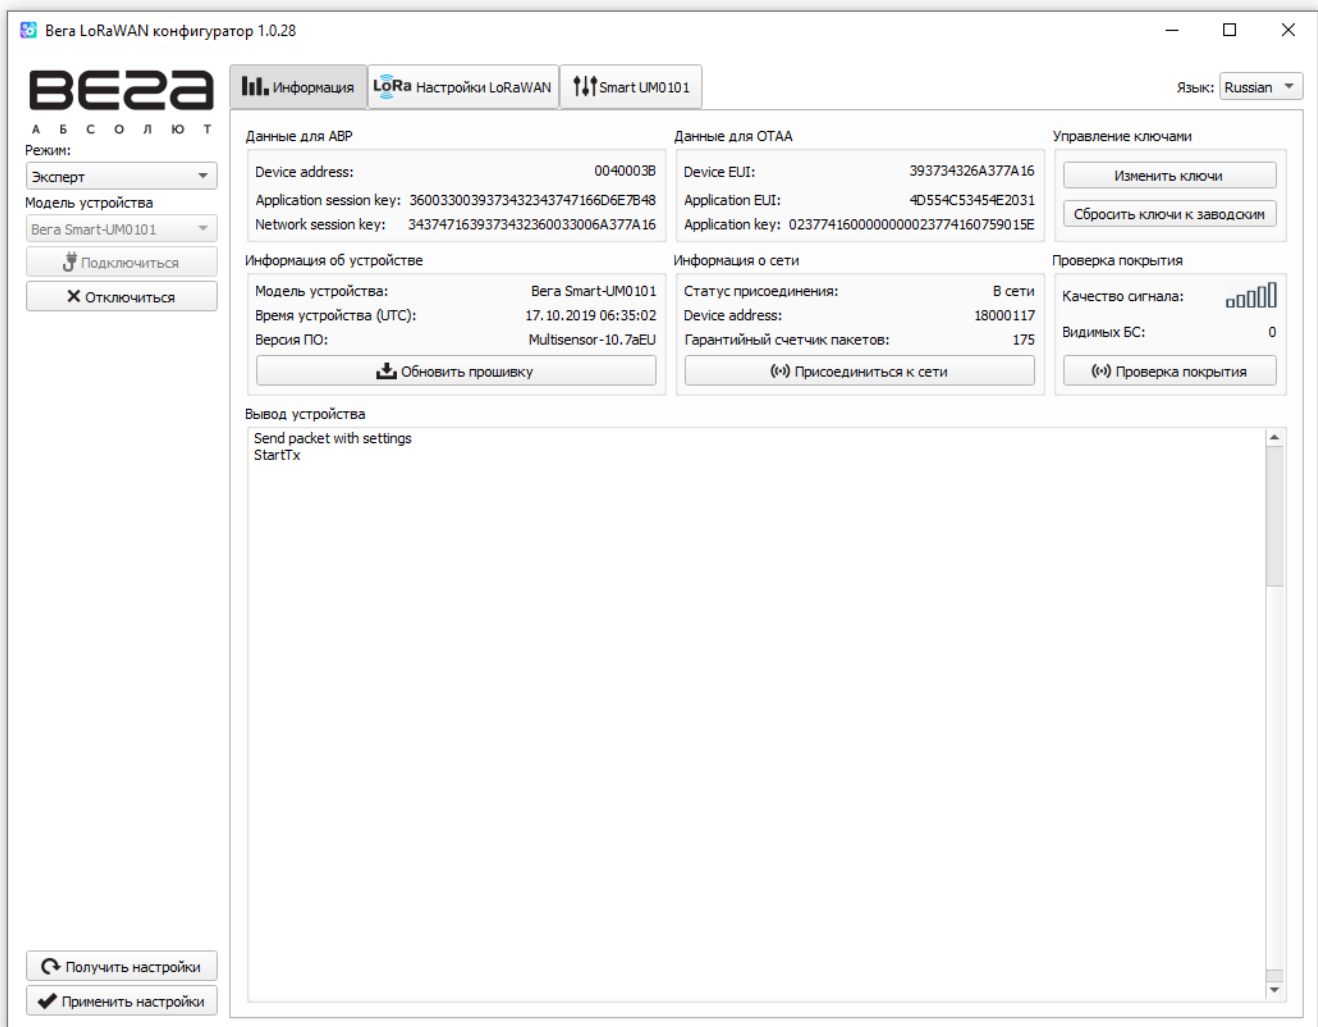 Вега LoRaWAN конфигуратор 1.0.28
ВЕГА
АБСОЛЮТ
Режим:
Эксперт
Модель устройства
Вега Smart-UM0101
Подключиться
Отключиться
Получить настройки
Применить настройки
Информация
LoRa Настройки LoRaWAN
Smart UM0101
Язык: Russian
Данные для ABP
Device address: 0040003B
Application session key: 3600330039373432343747166D6E7B48
Network session key: 3437471639373432360033006A377A16
Данные для OTAA
Device EUI: 393734326A377A16
Application EUI: 4D554C53454E2031
Application key: 02377416000000000023774160759015E
Управление ключами
Изменить ключи
Сбросить ключи к заводским
Информация об устройстве
Модель устройства: Вега Smart-UM0101
Время устройства (UTC): 17.10.2019 06:35:02
Версия ПО: Multisensor-10.7aEU
Обновить прошивку
Информация о сети
Статус присоединения: В сети
Device address: 18000117
Гарантийный счетчик пакетов: 175
Присоединиться к сети
Проверка покрытия
Качество сигнала:
Видимых БС: 0
Проверка покрытия
Вывод устройства
Send packet with settings
StartTx